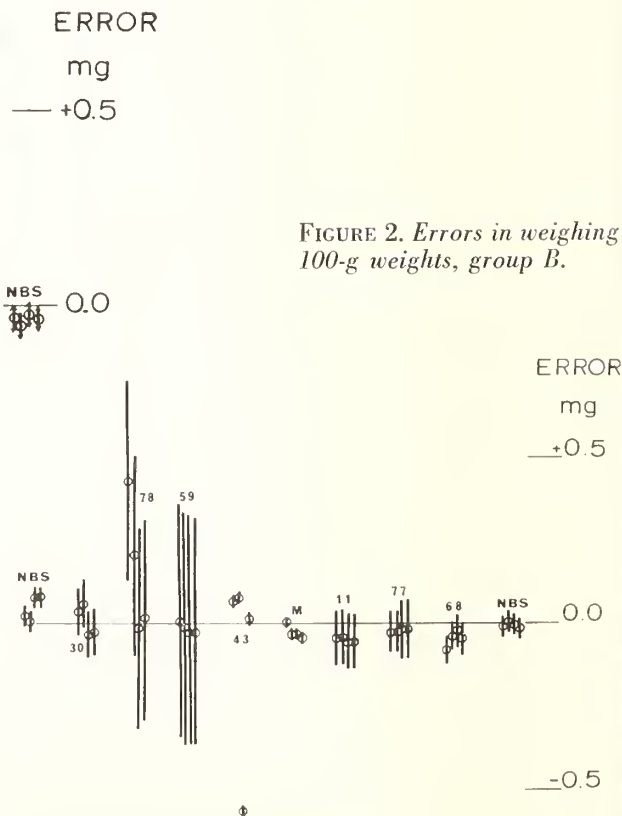 ERROR
mg
+0.5
FIGURE 2. Errors in weighing
100-g weights, group B.
NBS
0.0
ERROR
mg
+0.5
78
59
NBS
11
77
68
NBS
M
0.0
30
43
-0.5